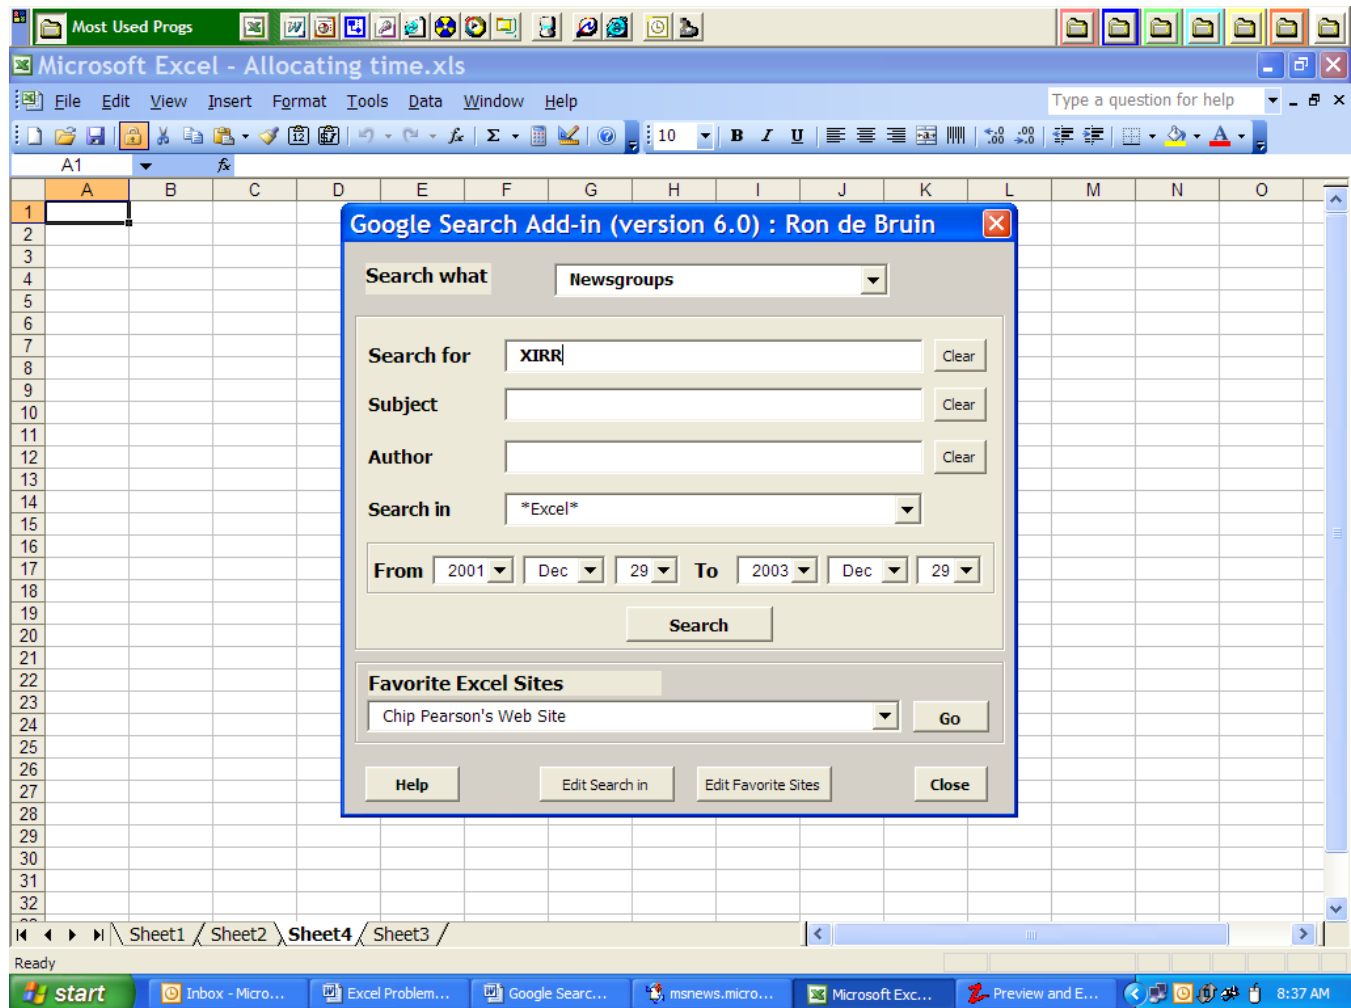 Most Used Progs
Microsoft Excel - Allocating time.xls
File Edit View Insert Format Tools Data Window Help Type a question for help
10 B I U
A1 fx
A B C D E F G H I J K L M N O
1
2
3
4
5
6
7
8
9
10
11
12
13
14
15
16
17
18
19
20
21
22
23
24
25
26
27
28
29
30
31
32
Google Search Add-in (version 6.0) : Ron de Bruin
Search what Newsgroups
Search for XIRR Clear
Subject Clear
Author Clear
Search in *Excel*
From 2001 Dec 29 To 2003 Dec 29
Search
Favorite Excel Sites
Chip Pearson's Web Site Go
Help Edit Search in Edit Favorite Sites Close
Sheet1 Sheet2 Sheet4 Sheet3
Ready
start Inbox - Micro... Excel Problem... Google Searc... msnews.micro... Microsoft Exc... Preview and E... 8:37 AM